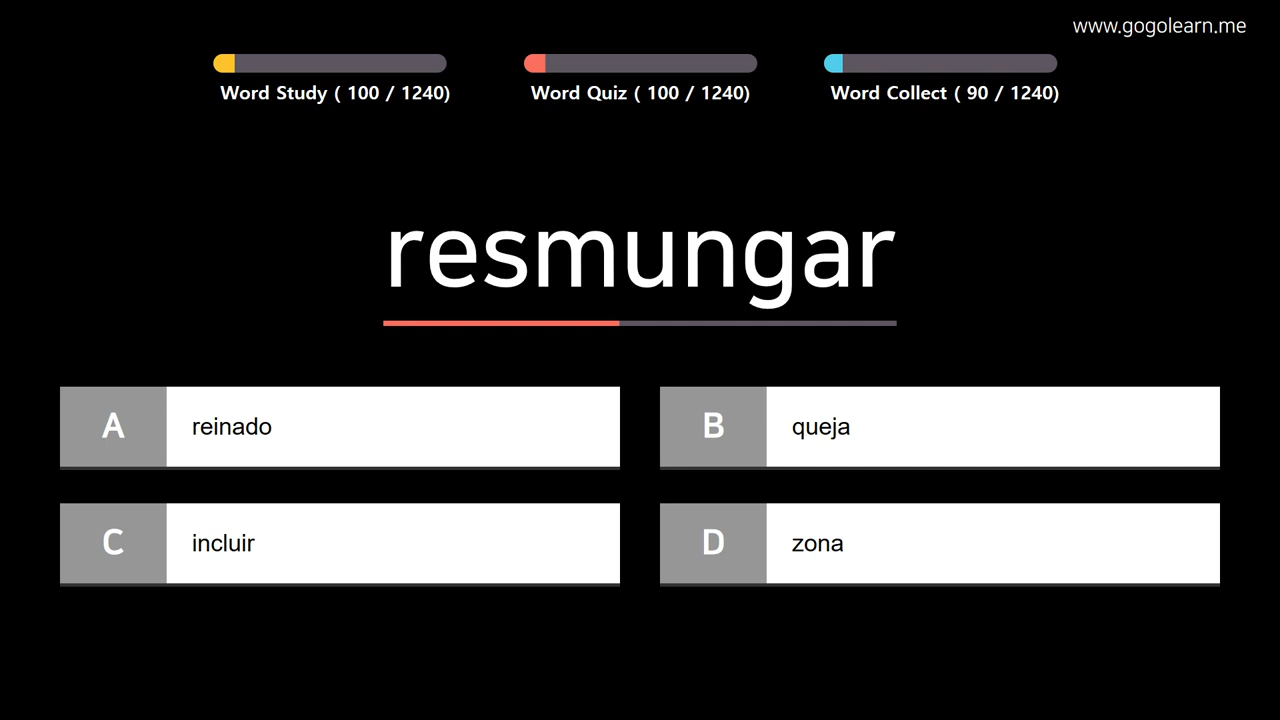 www.gogolearn.me
Word Study ( 100 / 1240)
Word Quiz ( 100 / 1240)
Word Collect ( 90 / 1240)
resmungar
A reinado
B queja
C incluir
D zona